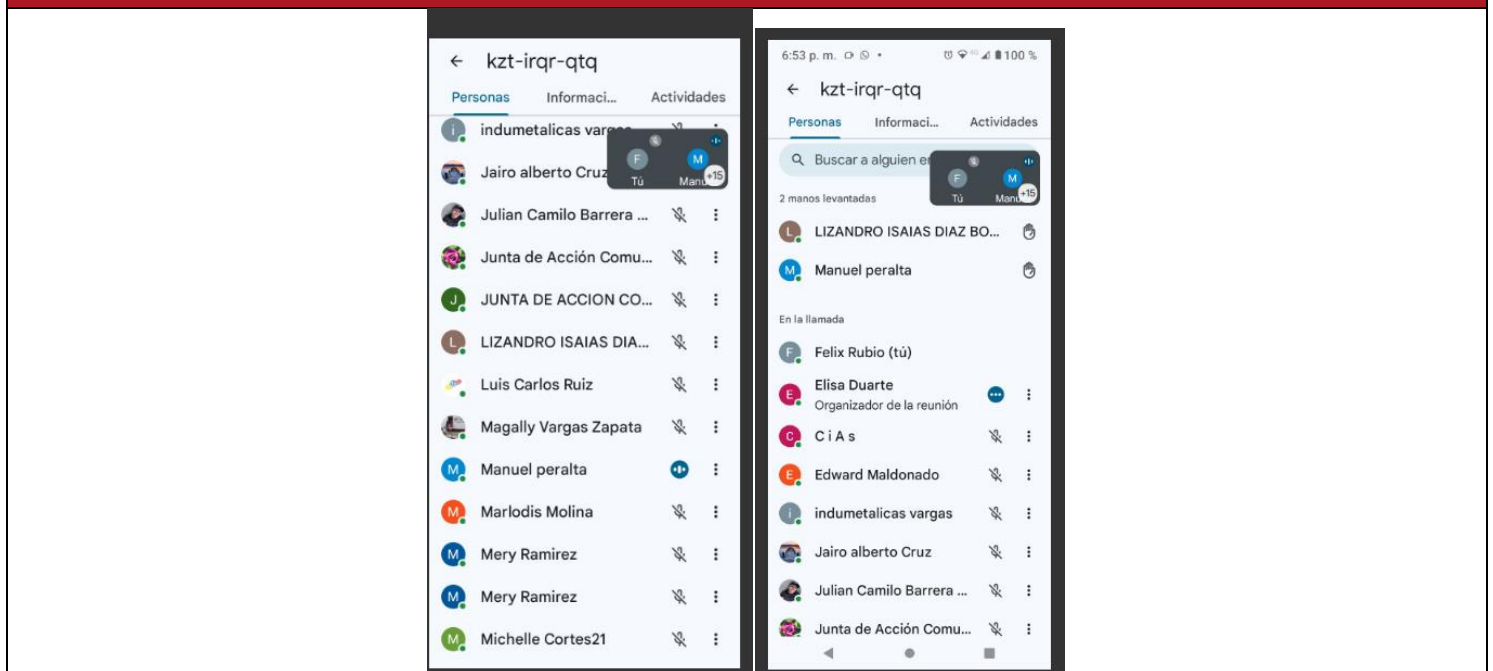 kzt-irqr-qtq
Personas Informaci... Actividades
indumetalicas vargas
Jairo alberto Cruz
Tú Manu +15
Julian Camilo Barrera ...
Junta de Acción Comu...
JUNTA DE ACCION CO...
LIZANDRO ISAIAS DIA...
Luis Carlos Ruiz
Magally Vargas Zapata
Manuel peralta
Marlodis Molina
Mery Ramirez
Mery Ramirez
Michelle Cortes21
6:53 p. m. 100 %
kzt-irqr-qtq
Personas Informaci... Actividades
Buscar a alguien en
Tú Manu +15
2 manos levantadas
LIZANDRO ISAIAS DIAZ BO...
Manuel peralta
En la llamada
Felix Rubio (tú)
Elisa Duarte
Organizador de la reunión
C i A s
Edward Maldonado
indumetalicas vargas
Jairo alberto Cruz
Julian Camilo Barrera ...
Junta de Acción Comu...